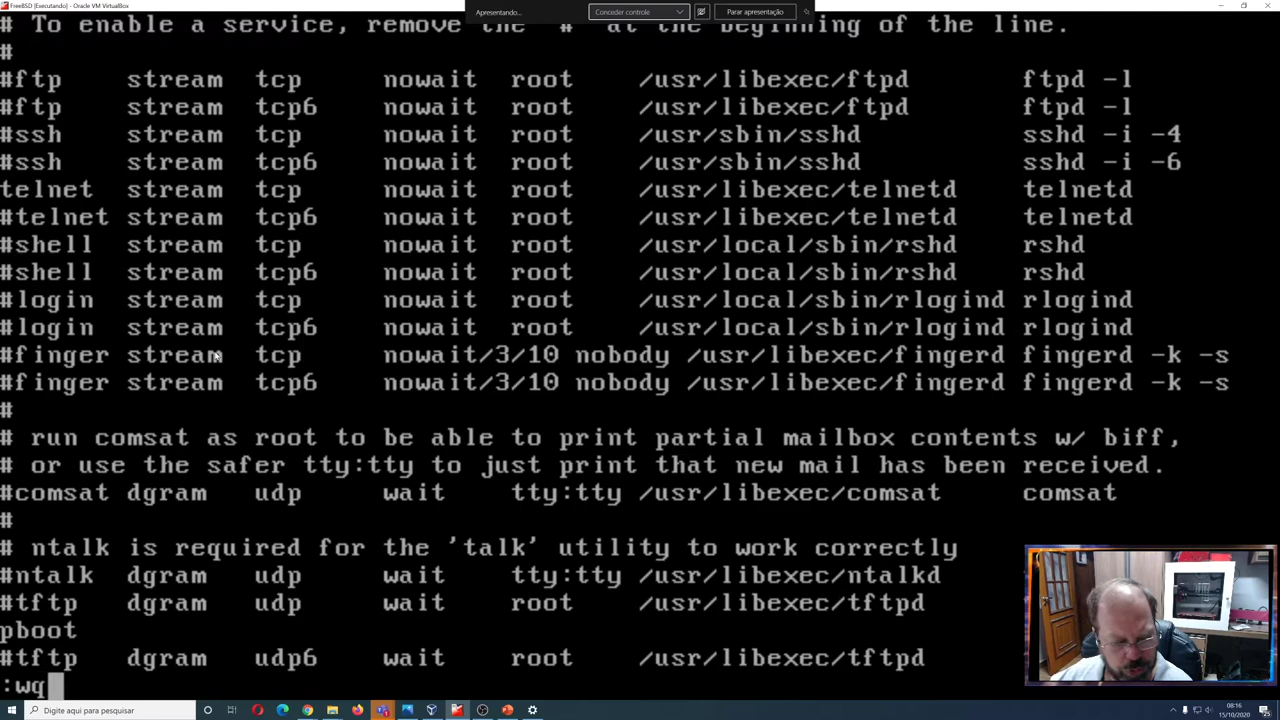 FreeBSD [Executando] - Oracle VM VirtualBox
Apresentando...
Conceder controle
Parar apresentação
# To enable a service, remove the '#' at the beginning of the line.
#
#ftp stream tcp nowait root /usr/libexec/ftpd ftpd -l
#ftp stream tcp6 nowait root /usr/libexec/ftpd ftpd -l
#ssh stream tcp nowait root /usr/sbin/sshd sshd -i -4
#ssh stream tcp6 nowait root /usr/sbin/sshd sshd -i -6
telnet stream tcp nowait root /usr/libexec/telnetd telnetd
#telnet stream tcp6 nowait root /usr/libexec/telnetd telnetd
#shell stream tcp nowait root /usr/local/sbin/rshd rshd
#shell stream tcp6 nowait root /usr/local/sbin/rshd rshd
#login stream tcp nowait root /usr/local/sbin/rlogind rlogind
#login stream tcp6 nowait root /usr/local/sbin/rlogind rlogind
#finger stream tcp nowait/3/10 nobody /usr/libexec/fingerd fingerd -k -s
#finger stream tcp6 nowait/3/10 nobody /usr/libexec/fingerd fingerd -k -s
#
# run comsat as root to be able to print partial mailbox contents w/ biff,
# or use the safer tty:tty to just print that new mail has been received.
#comsat dgram udp wait tty:tty /usr/libexec/comsat comsat
#
# ntalk is required for the 'talk' utility to work correctly
#ntalk dgram udp wait tty:tty /usr/libexec/ntalkd
#tftp dgram udp wait root /usr/libexec/tftpd
pboot
#tftp dgram udp6 wait root /usr/libexec/tftpd
:wq
Digite aqui para pesquisar
08:16
15/10/2020